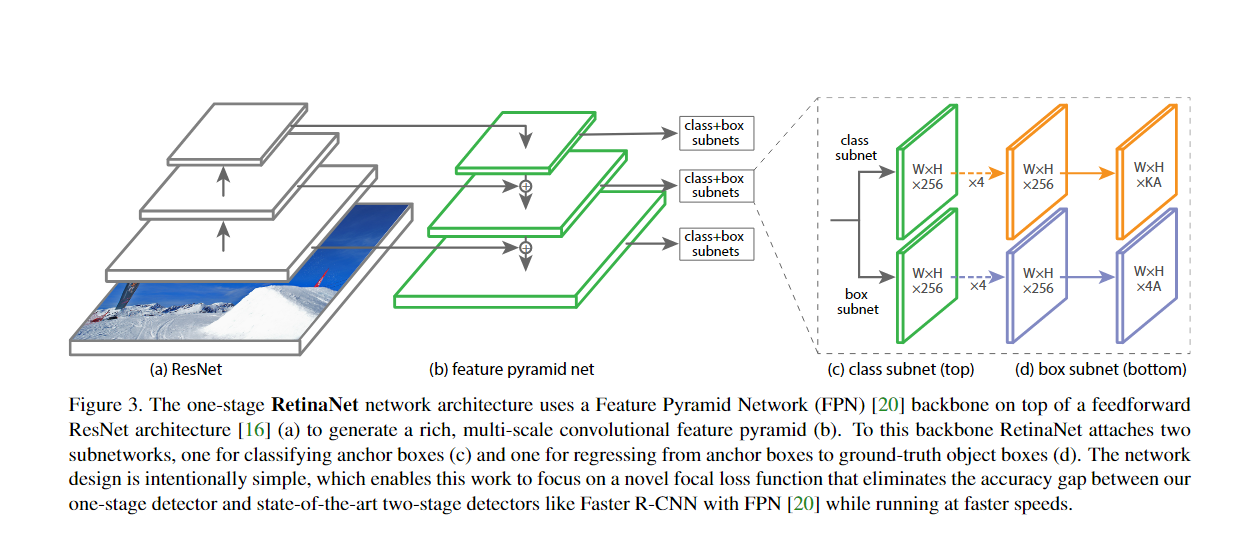 class+box
subnets
class+box
subnets
class+box
subnets
class
subnet
W×H
×256
×4
W×H
×256
W×H
×KA
box
subnet
W×H
×256
×4
W×H
×256
W×H
×4A
(a) ResNet
(b) feature pyramid net
(c) class subnet (top)
(d) box subnet (bottom)
Figure 3. The one-stage RetinaNet network architecture uses a Feature Pyramid Network (FPN) [20] backbone on top of a feedforward
ResNet architecture [16] (a) to generate a rich, multi-scale convolutional feature pyramid (b). To this backbone RetinaNet attaches two
subnetworks, one for classifying anchor boxes (c) and one for regressing from anchor boxes to ground-truth object boxes (d). The network
design is intentionally simple, which enables this work to focus on a novel focal loss function that eliminates the accuracy gap between our
one-stage detector and state-of-the-art two-stage detectors like Faster R-CNN with FPN [20] while running at faster speeds.